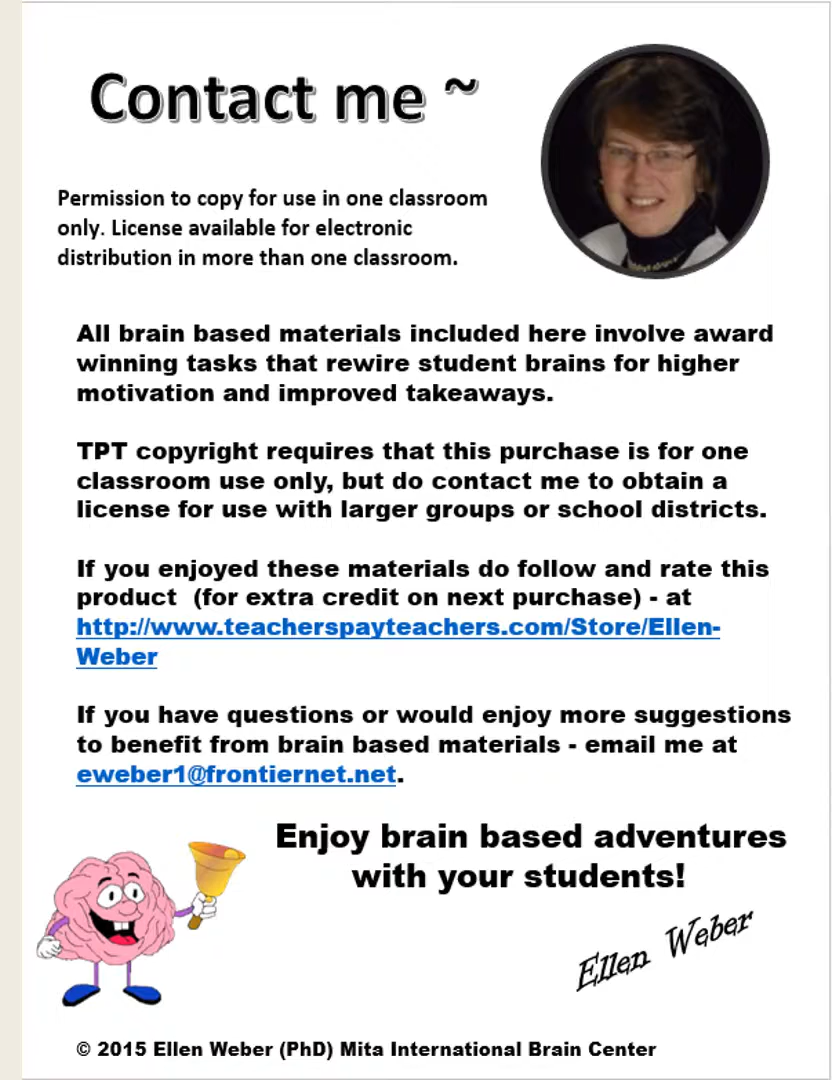 Contact me ~
Permission to copy for use in one classroom
only. License available for electronic
distribution in more than one classroom.
All brain based materials included here involve award
winning tasks that rewire student brains for higher
motivation and improved takeaways.
TPT copyright requires that this purchase is for one
classroom use only, but do contact me to obtain a
license for use with larger groups or school districts.
If you enjoyed these materials do follow and rate this
product  (for extra credit on next purchase) - at
http://www.teacherspayteachers.com/Store/Ellen-
Weber
If you have questions or would enjoy more suggestions
to benefit from brain based materials - email me at
eweber1@frontiernet.net.
Enjoy brain based adventures
with your students!
Ellen Weber
© 2015 Ellen Weber (PhD) Mita International Brain Center